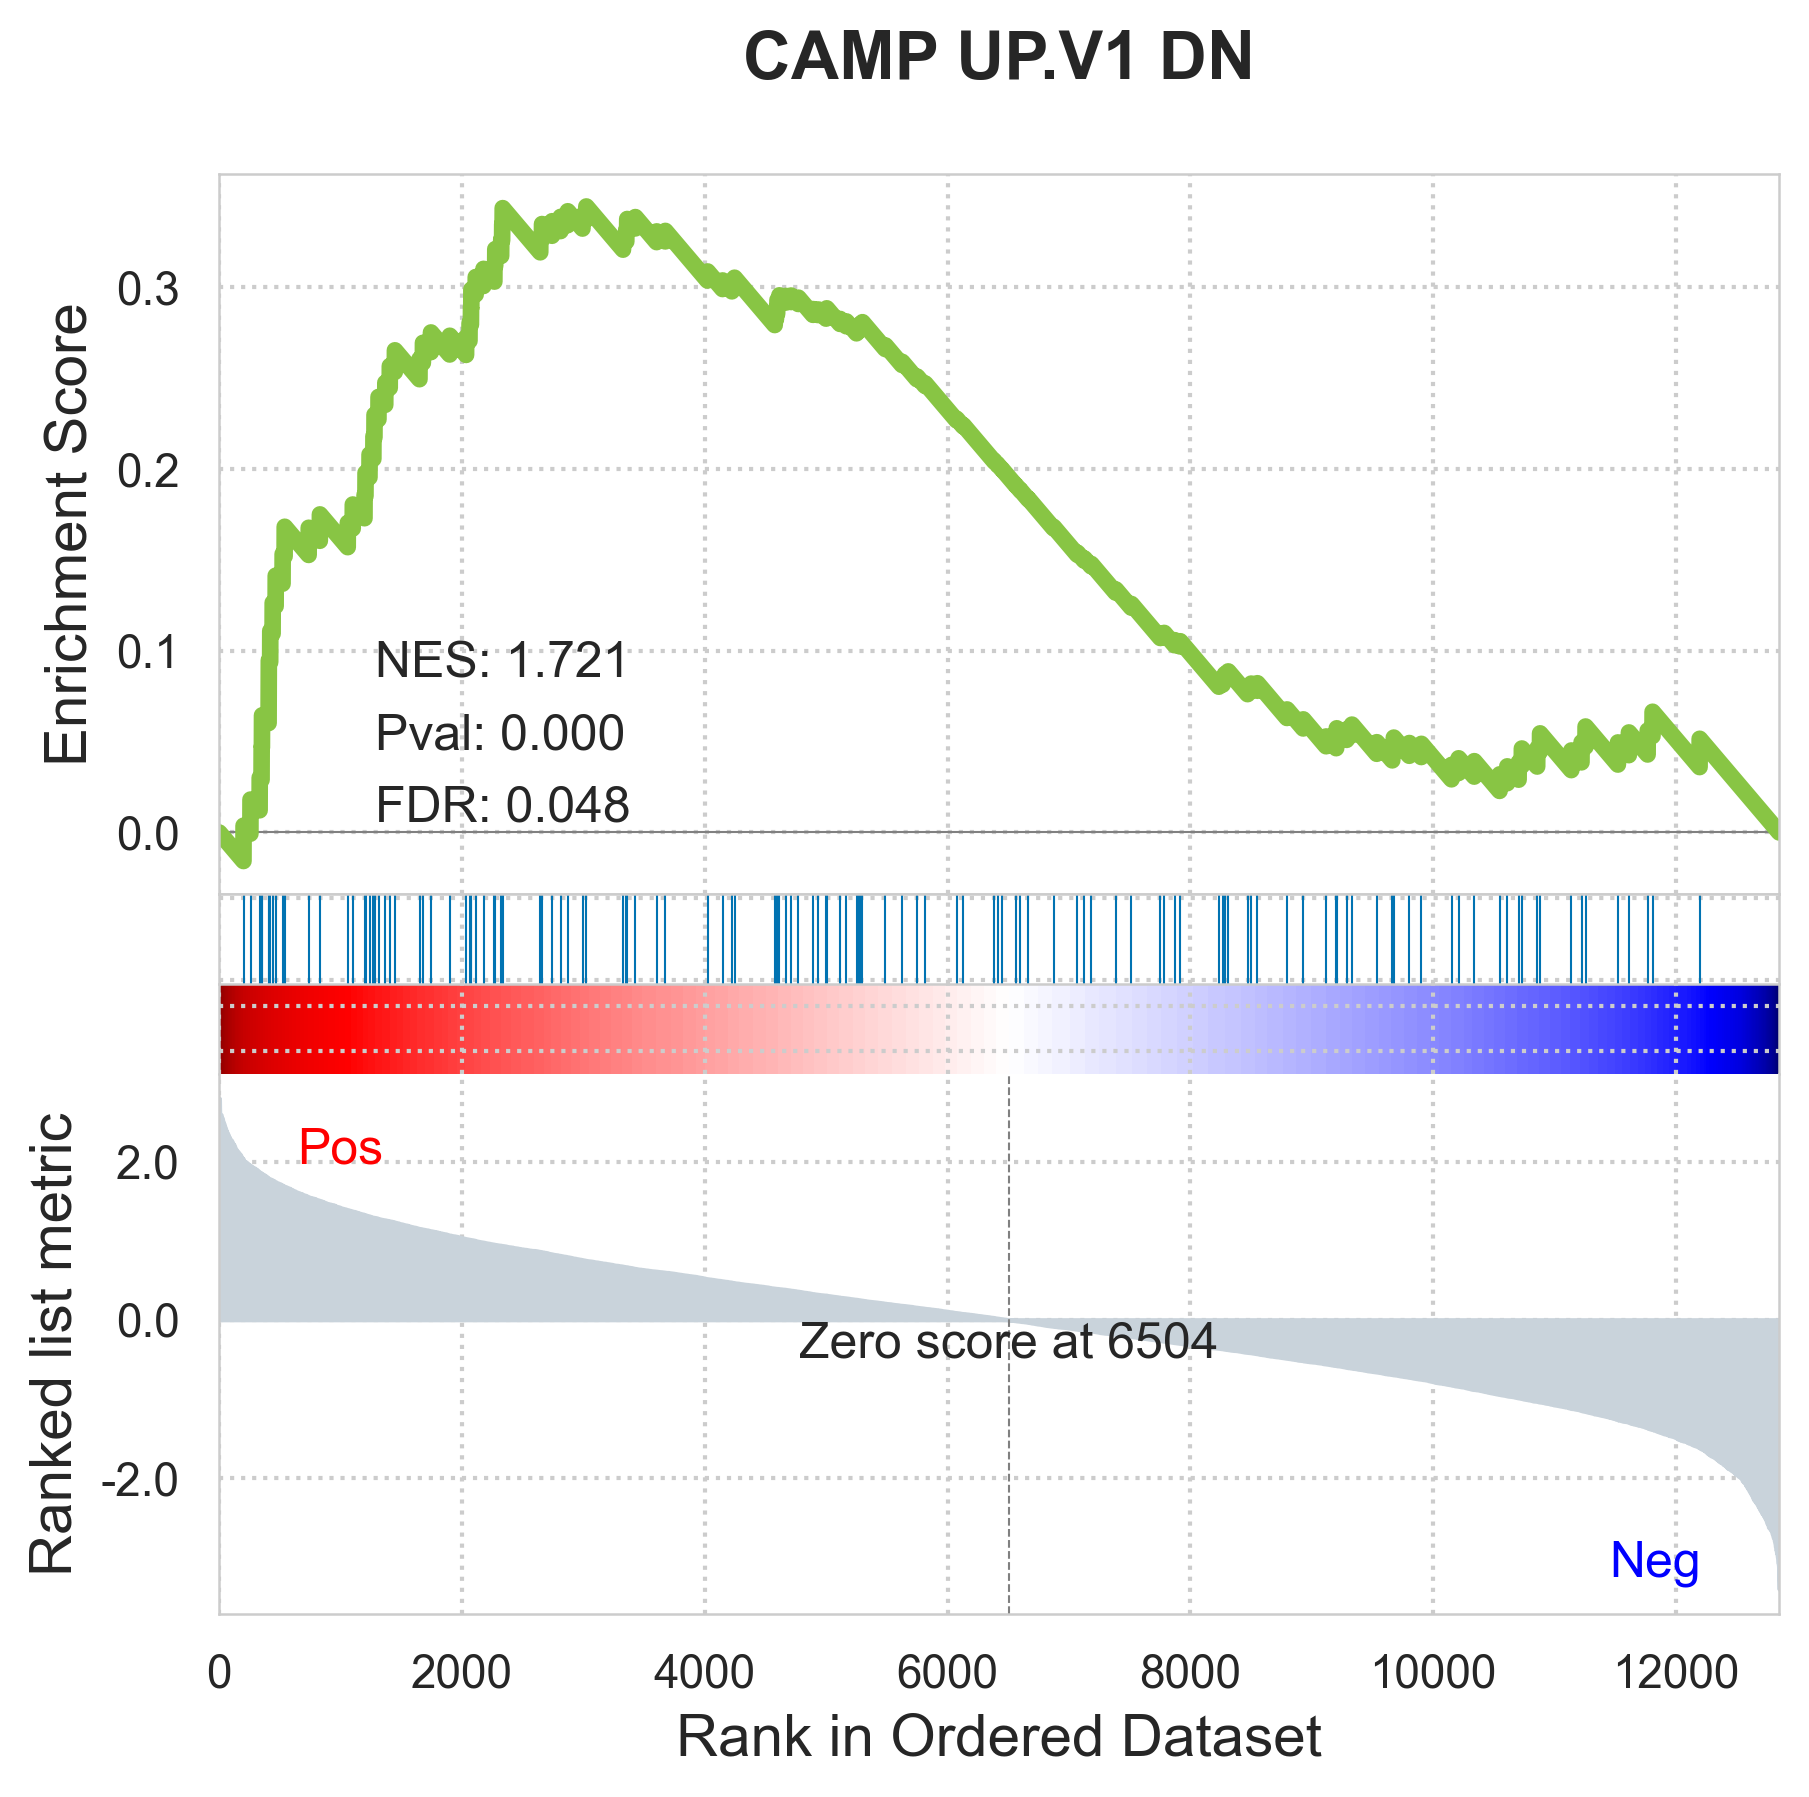 CAMP UP.V1 DN
Enrichment Score
0.3
0.2
0.1
0.0
NES: 1.721
Pval: 0.000
FDR: 0.048
Ranked list metric
2.0
0.0
-2.0
Pos
Zero score at 6504
Neg
0 2000 4000 6000 8000 10000 12000
Rank in Ordered Dataset